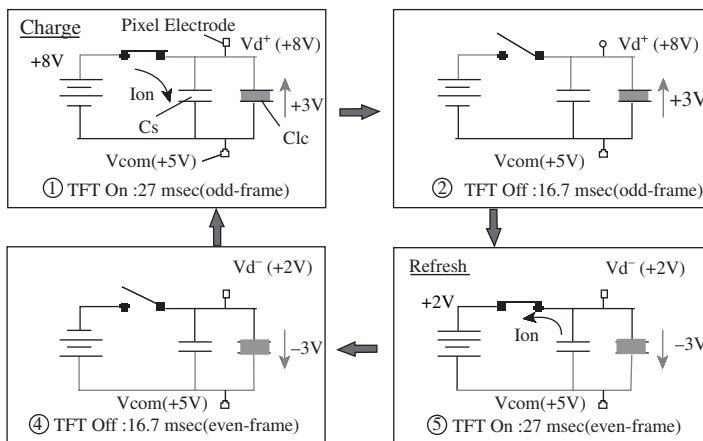 Charge
Pixel Electrode
Vd⁺ (+8V)
+8V
Ion
+3V
Cs
Clc
Vcom(+5V)
① TFT On :27 msec(odd-frame)
Vd⁺ (+8V)
+3V
Vcom(+5V)
② TFT Off :16.7 msec(odd-frame)
Vd⁻ (+2V)
−3V
Vcom(+5V)
④ TFT Off :16.7 msec(even-frame)
Refresh
Vd⁻ (+2V)
+2V
Ion
−3V
Vcom(+5V)
⑤ TFT On :27 msec(even-frame)